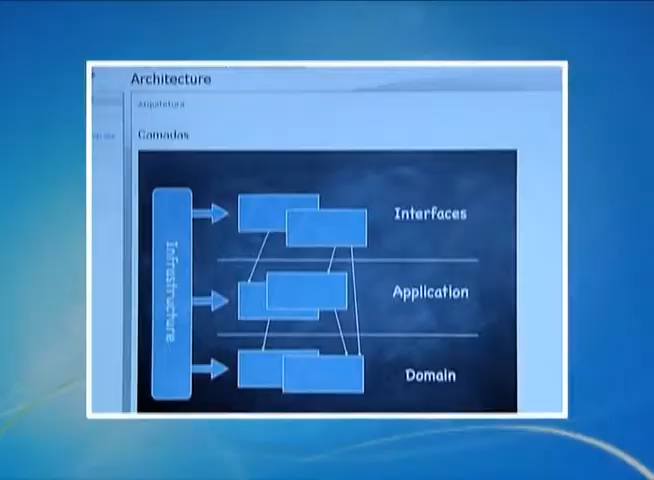 Architecture
Arquitetura
Camadas
Interfaces
Infrastructure
Application
Domain